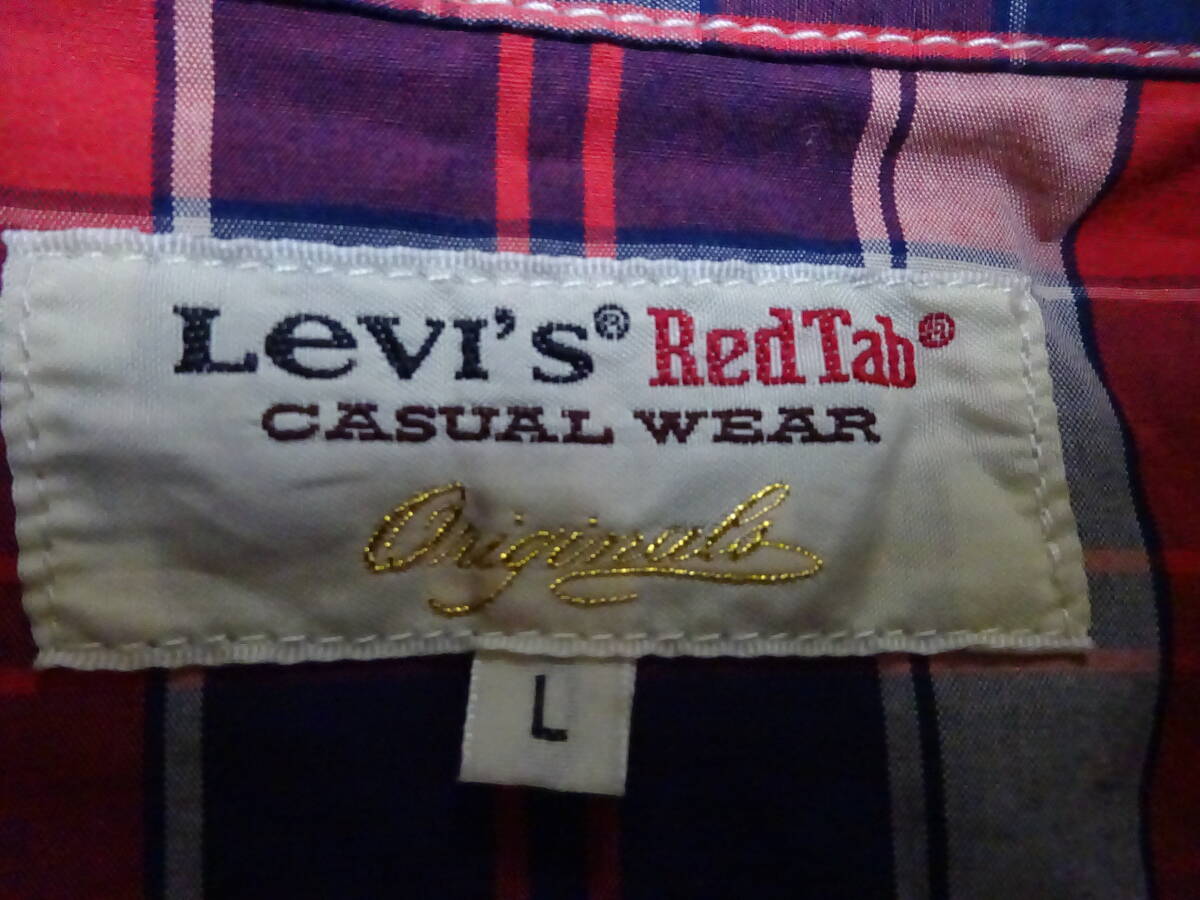 Levi's® RedTab®
CASUAL WEAR
Originals
L